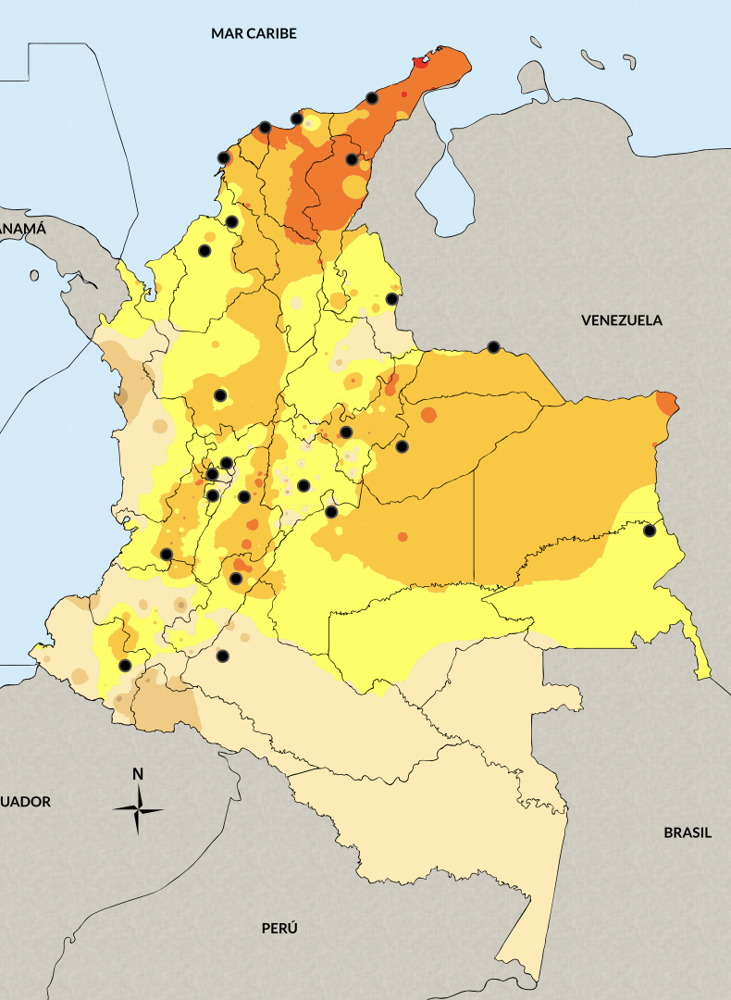 MAR CARIBE
ANAMÁ
VENEZUELA
N
UADOR
BRASIL
PERÚ